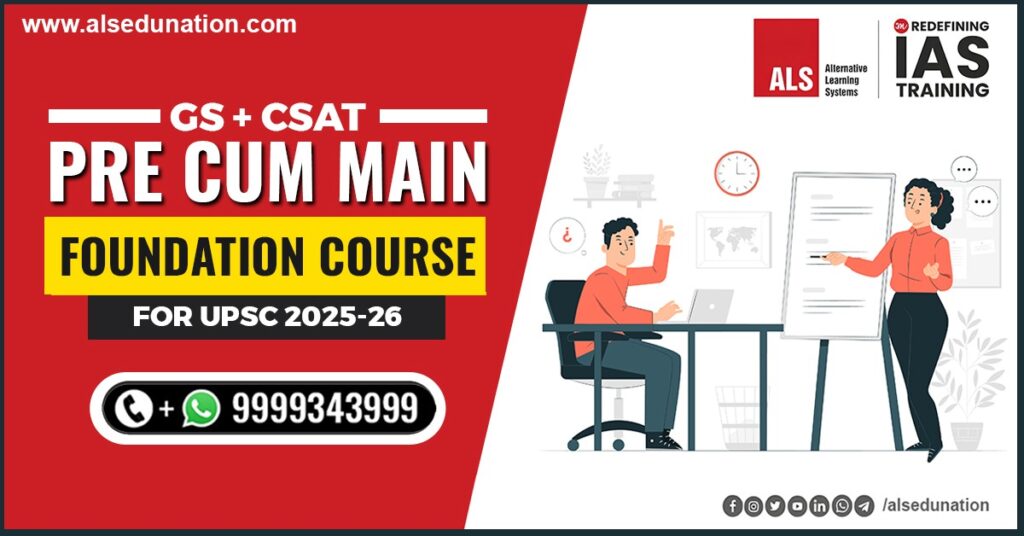 www.alsedunation.com
GS + CSAT
PRE CUM MAIN
FOUNDATION COURSE
FOR UPSC 2025-26
+ 9999343999
ALS
Alternative
Learning
Systems
REDEFINING
IAS
TRAINING
?
/alsedunation